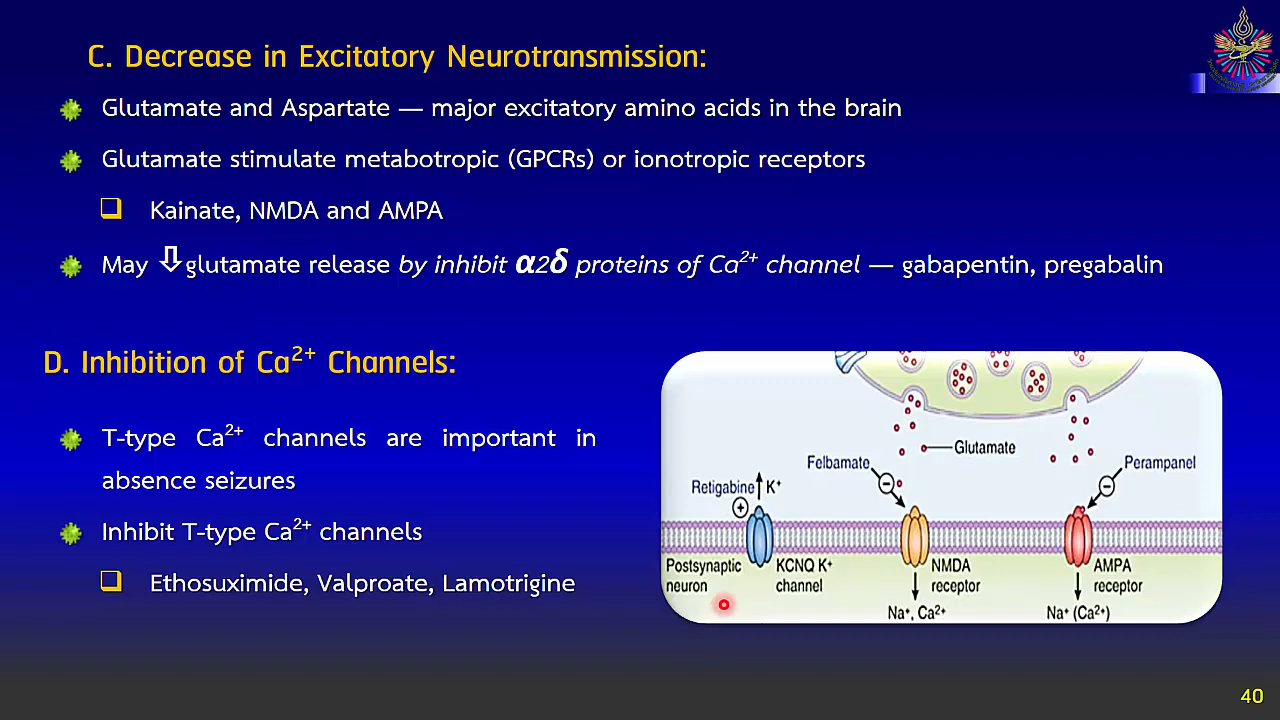 C. Decrease in Excitatory Neurotransmission:
Glutamate and Aspartate — major excitatory amino acids in the brain
Glutamate stimulate metabotropic (GPCRs) or ionotropic receptors
Kainate, NMDA and AMPA
May ⇩glutamate release by inhibit α2δ proteins of Ca²⁺ channel — gabapentin, pregabalin
D. Inhibition of Ca²⁺ Channels:
T-type Ca²⁺ channels are important in
absence seizures
Inhibit T-type Ca²⁺ channels
Ethosuximide, Valproate, Lamotrigine
Glutamate
Felbamate
Perampanel
Retigabine
K⁺
Postsynaptic
neuron
KCNQ K⁺
channel
NMDA
receptor
AMPA
receptor
Na⁺, Ca²⁺
Na⁺ (Ca²⁺)
40